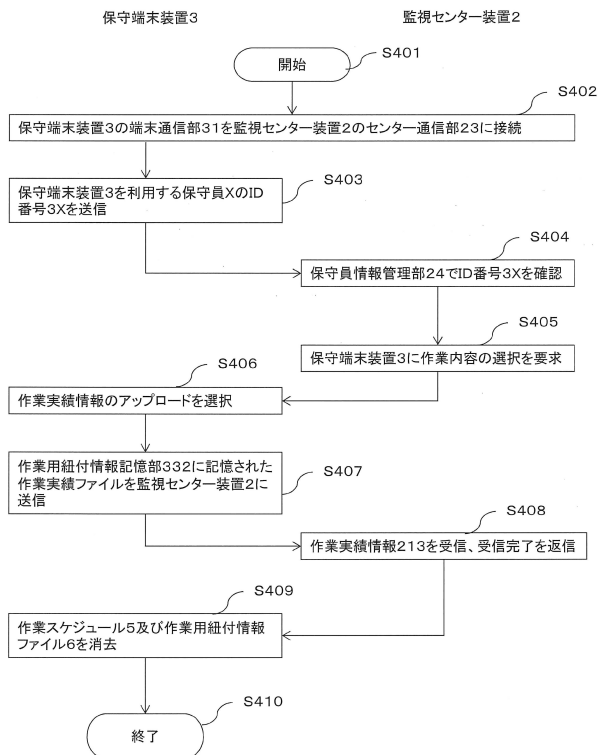 保守端末装置3
監視センター装置2
開始
S401
S402
保守端末装置3の端末通信部31を監視センター装置2のセンター通信部23に接続
S403
保守端末装置3を利用する保守員XのID
番号3Xを送信
S404
保守員情報管理部24でID番号3Xを確認
S405
保守端末装置3に作業内容の選択を要求
S406
作業実績情報のアップロードを選択
S407
作業用紐付情報記憶部332に記憶された
作業実績ファイルを監視センター装置2に
送信
S408
作業実績情報213を受信、受信完了を返信
S409
作業スケジュール5及び作業用紐付情報
ファイル6を消去
S410
終了